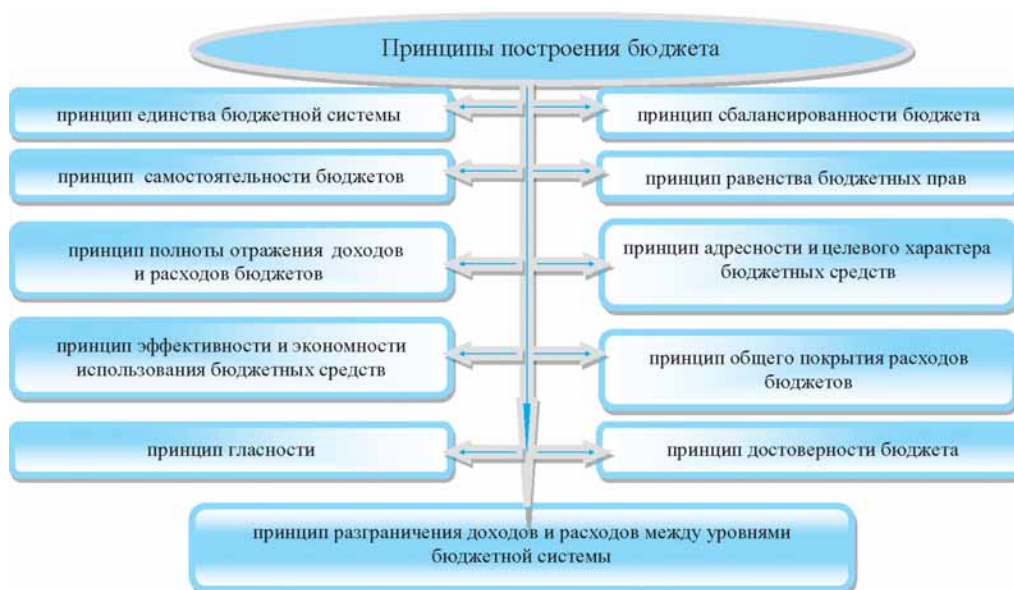 Принципы построения бюджета
принцип единства бюджетной системы
принцип сбалансированности бюджета
принцип самостоятельности бюджетов
принцип равенства бюджетных прав
принцип полноты отражения доходов
и расходов бюджетов
принцип адресности и целевого характера
бюджетных средств
принцип эффективности и экономности
использования бюджетных средств
принцип общего покрытия расходов
бюджетов
принцип гласности
принцип достоверности бюджета
принцип разграничения доходов и расходов между уровнями
бюджетной системы